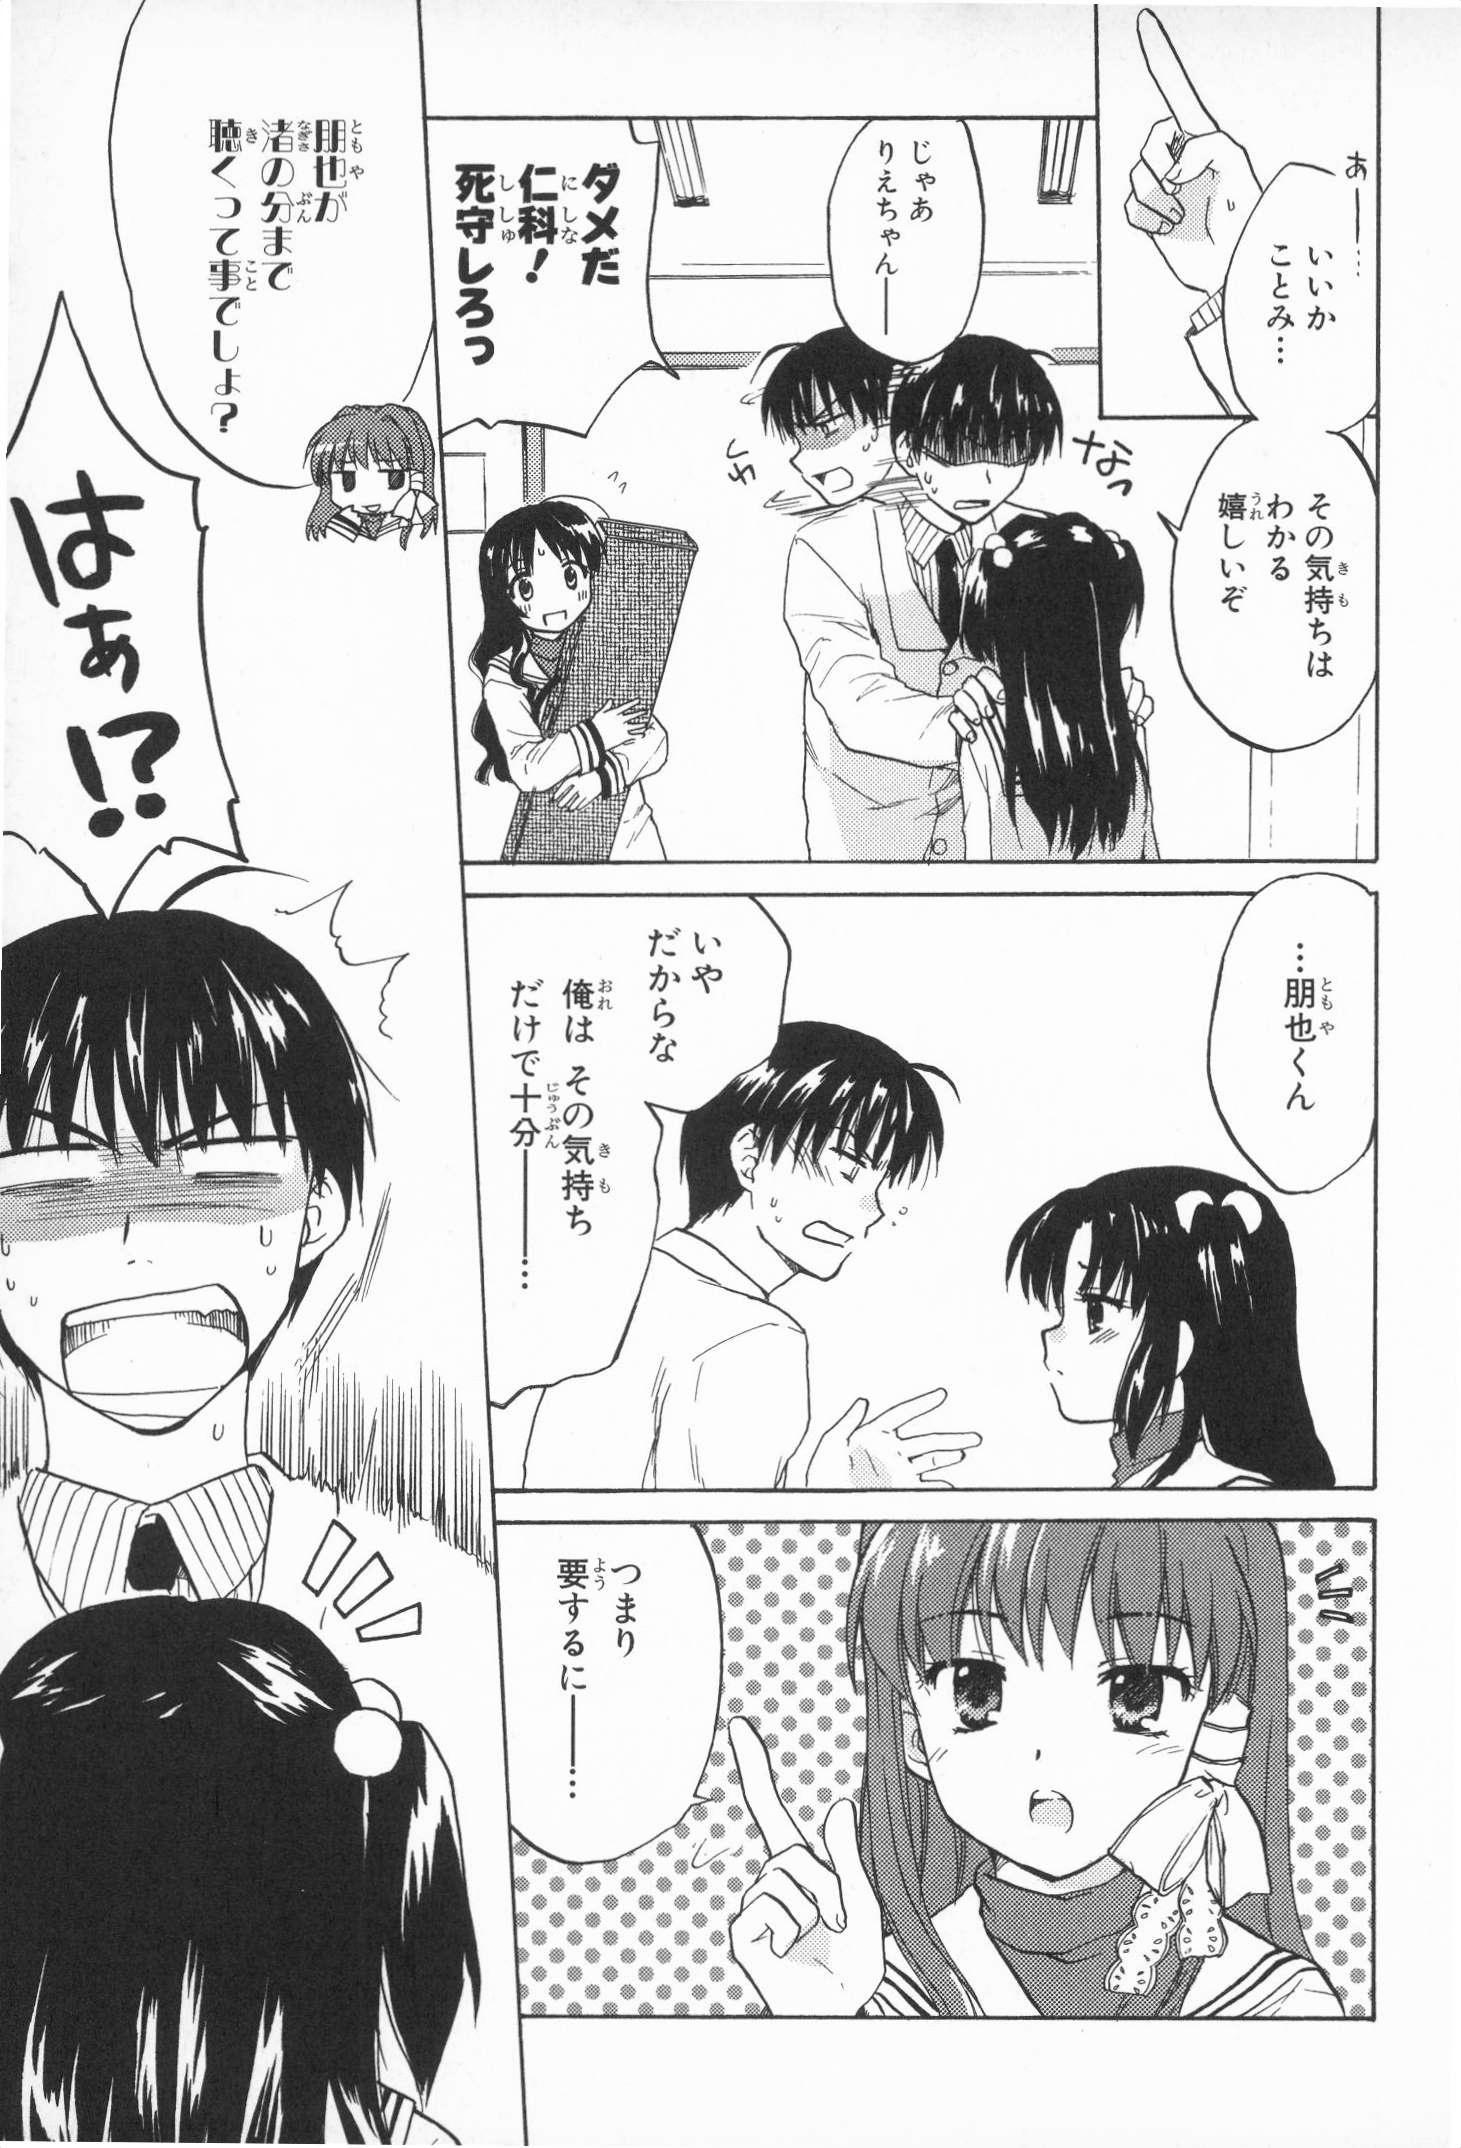 あー…
いいか
ことみ…
その気持ちは
わかる
嬉しいぞ
なっ
じゃあ
りえちゃん──
ダメだ
仁科！
死守しろっ
…朋也くん
いや
だからな
俺は その気持ち
だけで十分────……
つまり
要するに───…
朋也が
渚の分まで
聴くって事でしょ？
はぁ!?